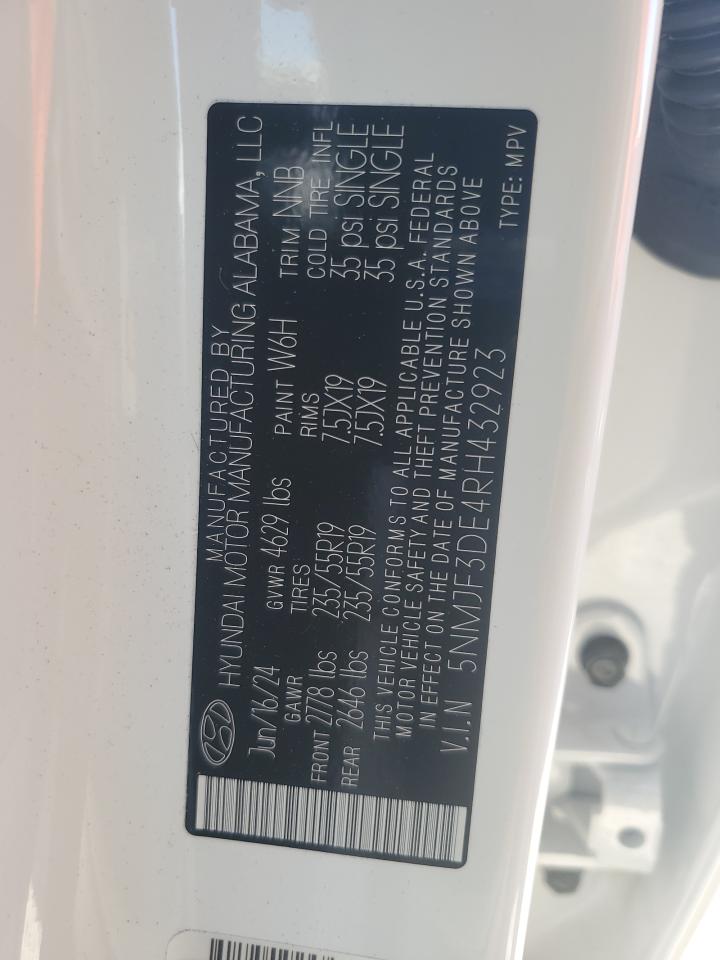 MANUFACTURED BY
HYUNDAI MOTOR MANUFACTURING ALABAMA, LLC
Jun/16/24 GVWR 4629 lbs PAINT W6H TRIM NNB
GAWR TIRES RIMS COLD TIRE INFL
FRONT 2778 lbs 235/55R19 7.5JX19 35 psi SINGLE
REAR 2646 lbs 235/55R19 7.5JX19 35 psi SINGLE
THIS VEHICLE CONFORMS TO ALL APPLICABLE U.S.A. FEDERAL
MOTOR VEHICLE SAFETY AND THEFT PREVENTION STANDARDS
IN EFFECT ON THE DATE OF MANUFACTURE SHOWN ABOVE
V.I.N 5NMJF3DE4RH432923 TYPE: MPV